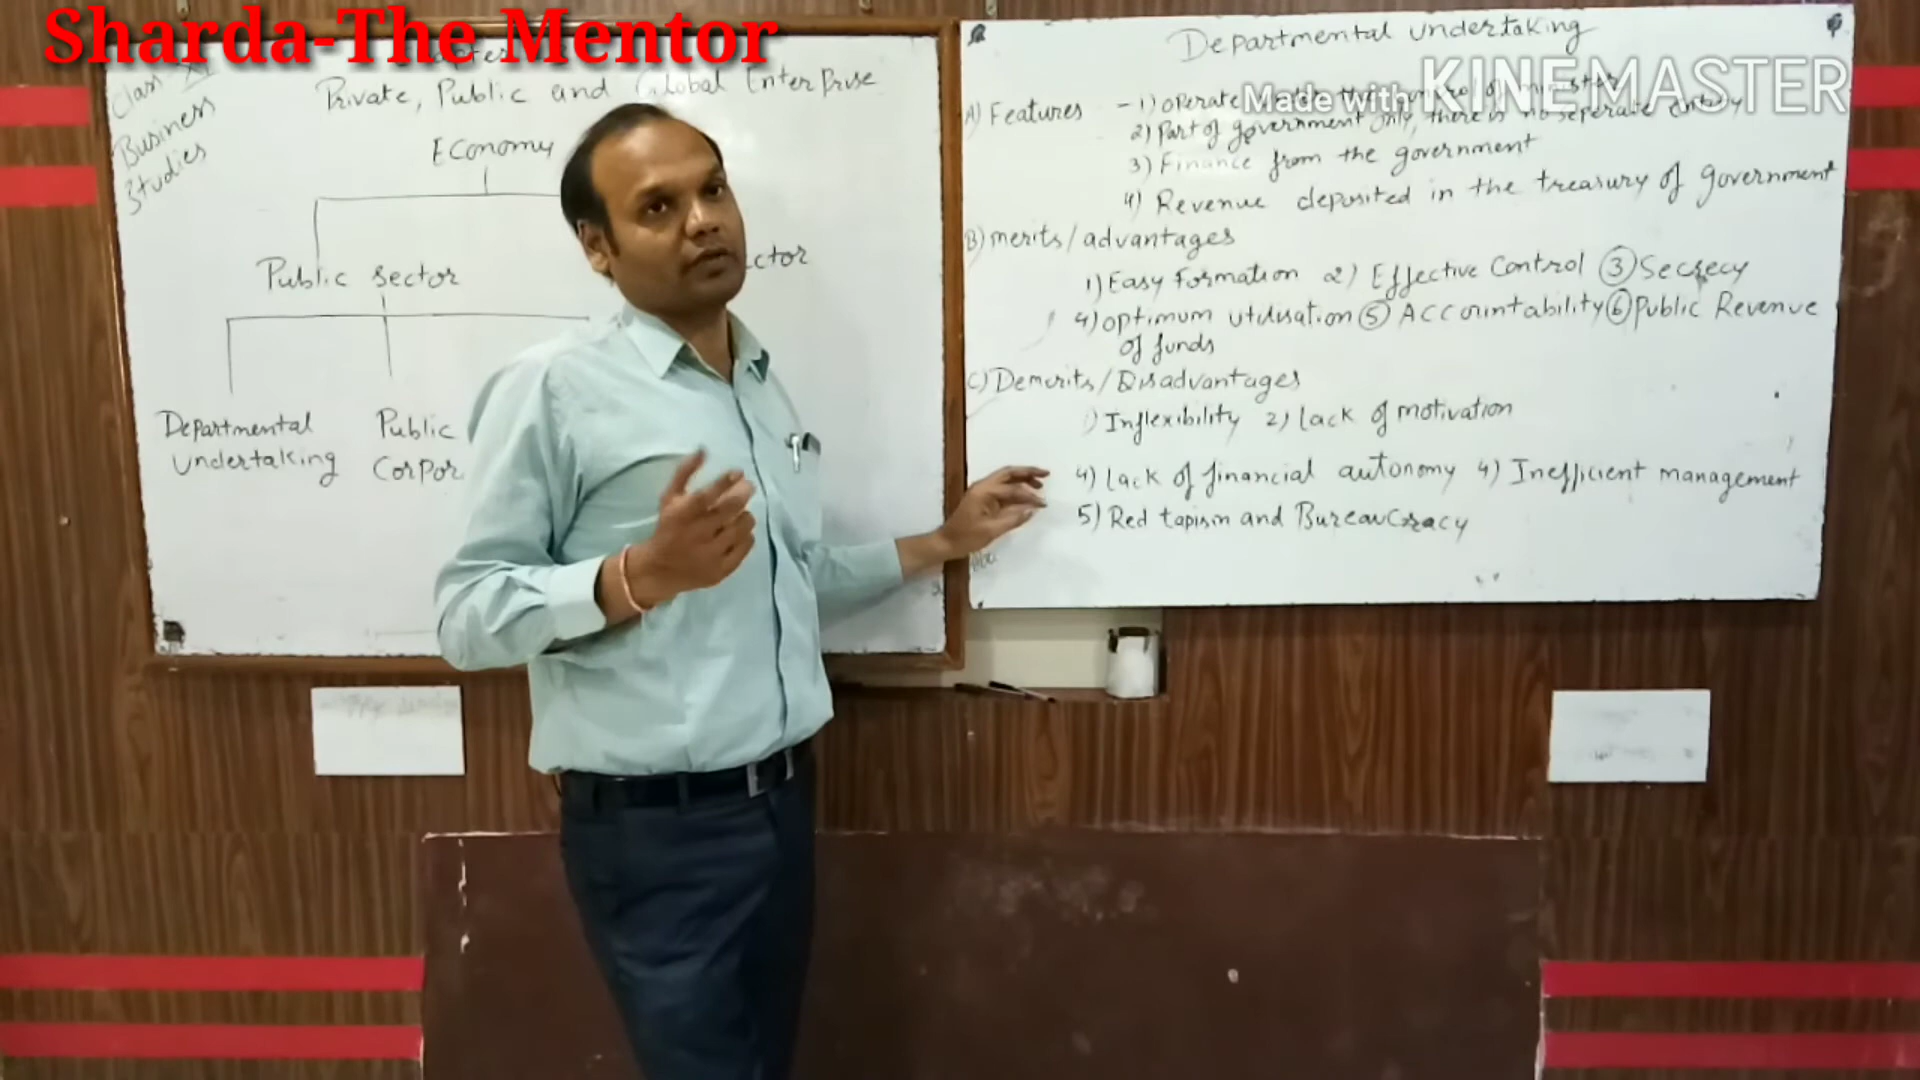 Sharda-The Mentor
Class XI
Business
Studies
Private, Public and Global Enterprise
Economy
Public Sector
ctor
Departmental
Undertaking
Public
Corpor
Departmental undertaking
Made with KINEMASTER
A) Features - 1) operate
2) Part of government only, there is no seperate entity
3) Finance from the government
4) Revenue deposited in the treasury of government
B) merits/advantages
1) Easy Formation 2) Effective Control 3 Secrecy
4) optimum utilisation 5 Accountability 6 Public Revenue
of funds
C) Demerits/Disadvantages
1) Inflexibility 2) Lack of motivation
4) Lack of financial autonomy 4) Inefficient management
5) Red tapism and Bureaucracy